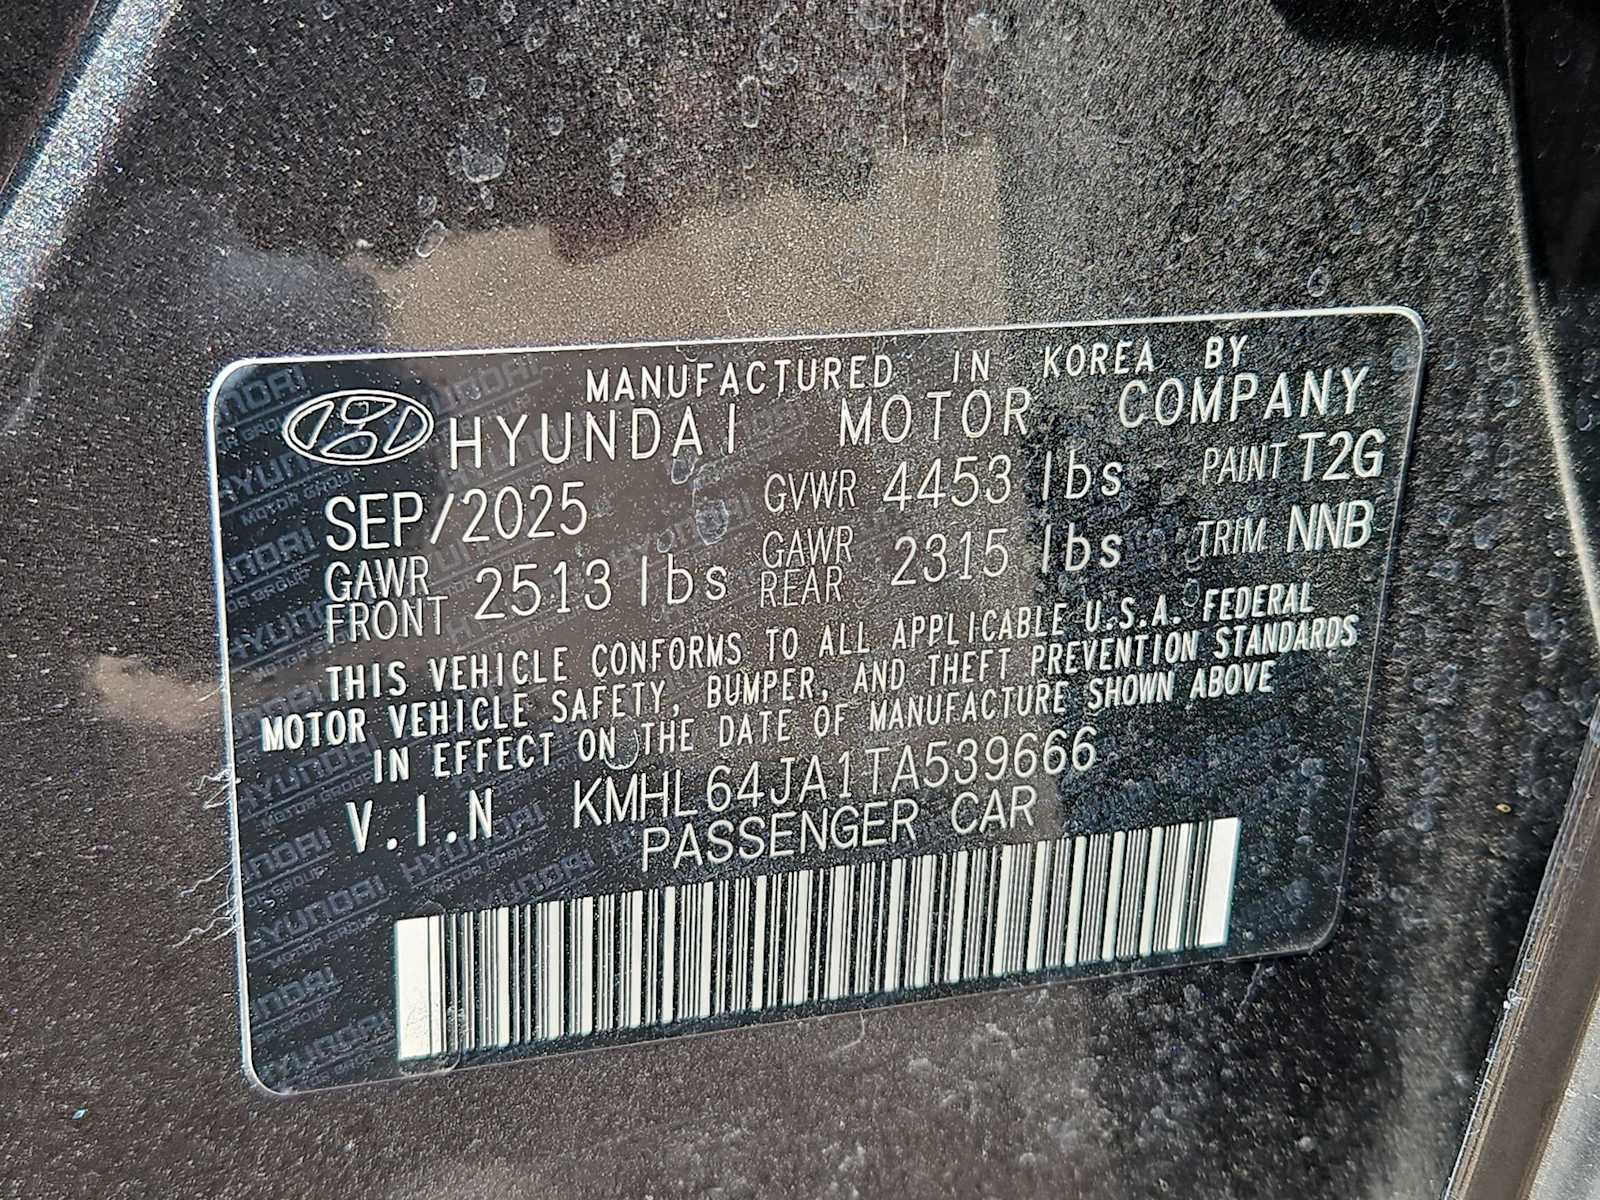 MANUFACTURED IN KOREA BY
HYUNDAI MOTOR COMPANY
SEP/2025 GVWR 4453 lbs PAINT T2G
GAWR FRONT 2513 lbs GAWR REAR 2315 lbs TRIM NNB
THIS VEHICLE CONFORMS TO ALL APPLICABLE U.S.A. FEDERAL
MOTOR VEHICLE SAFETY, BUMPER, AND THEFT PREVENTION STANDARDS
IN EFFECT ON THE DATE OF MANUFACTURE SHOWN ABOVE
V.I.N KMHL64JA1TA539666
PASSENGER CAR